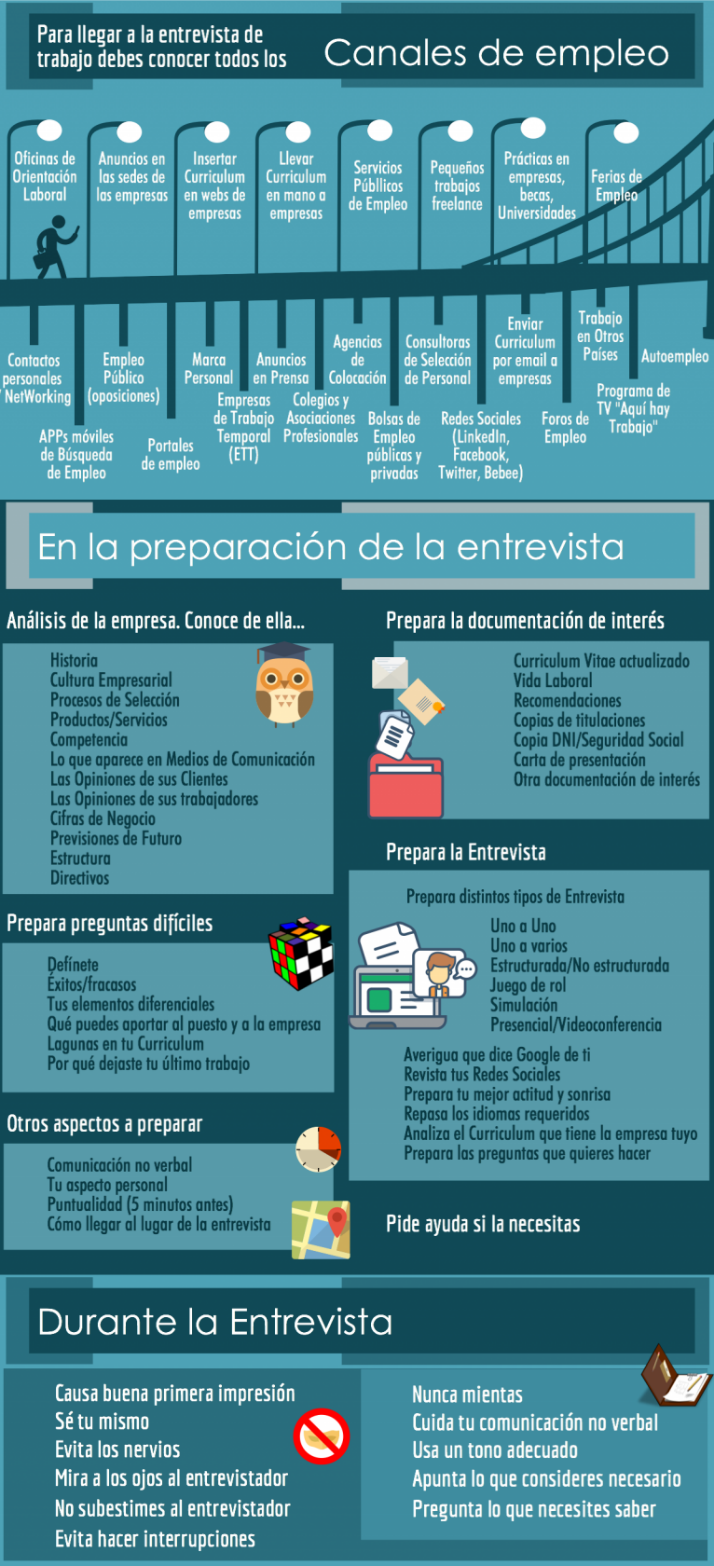 Para llegar a la entrevista de
trabajo debes conocer todos los
Canales de empleo
Oficinas de
Orientación
Laboral
Anuncios en
las sedes de
las empresas
Insertar
Curriculum
en webs de
empresas
Llevar
Curriculum
en mano a
empresas
Servicios
Públlicos
de Empleo
Pequeños
trabajos
freelance
Prácticas en
empresas,
becas,
Universidades
Ferias de
Empleo
Contactos
personales
/ NetWorking
APPs móviles
de Búsqueda
de Empleo
Empleo
Público
(oposiciones)
Portales
de empleo
Marca
Personal
Empresas
de Trabajo
Temporal
(ETT)
Anuncios
en Prensa
Colegios y
Asociaciones
Profesionales
Agencias
de
Colocación
Bolsas de
Empleo
públicas y
privadas
Consultoras
de Selección
de Personal
Redes Sociales
(LinkedIn,
Facebook,
Twitter, Bebee)
Enviar
Curriculum
por email a
empresas
Foros de
Empleo
Trabajo
en Otros
Países
Programa de
TV "Aquí hay
Trabajo"
Autoempleo
En la preparación de la entrevista
Análisis de la empresa. Conoce de ella...
Historia
Cultura Empresarial
Procesos de Selección
Productos/Servicios
Competencia
Lo que aparece en Medios de Comunicación
Las Opiniones de sus Clientes
Las Opiniones de sus trabajadores
Cifras de Negocio
Previsiones de Futuro
Estructura
Directivos
Prepara preguntas difíciles
Defínete
Éxitos/fracasos
Tus elementos diferenciales
Qué puedes aportar al puesto y a la empresa
Lagunas en tu Curriculum
Por qué dejaste tu último trabajo
Otros aspectos a preparar
Comunicación no verbal
Tu aspecto personal
Puntualidad (5 minutos antes)
Cómo llegar al lugar de la entrevista
Prepara la documentación de interés
Curriculum Vitae actualizado
Vida Laboral
Recomendaciones
Copias de titulaciones
Copia DNI/Seguridad Social
Carta de presentación
Otra documentación de interés
Prepara la Entrevista
Prepara distintos tipos de Entrevista
Uno a Uno
Uno a varios
Estructurada/No estructurada
Juego de rol
Simulación
Presencial/Videoconferencia
Averigua que dice Google de ti
Revista tus Redes Sociales
Prepara tu mejor actitud y sonrisa
Repasa los idiomas requeridos
Analiza el Curriculum que tiene la empresa tuyo
Prepara las preguntas que quieres hacer
Pide ayuda si la necesitas
Durante la Entrevista
Causa buena primera impresión
Sé tu mismo
Evita los nervios
Mira a los ojos al entrevistador
No subestimes al entrevistador
Evita hacer interrupciones
Nunca mientas
Cuida tu comunicación no verbal
Usa un tono adecuado
Apunta lo que consideres necesario
Pregunta lo que necesites saber